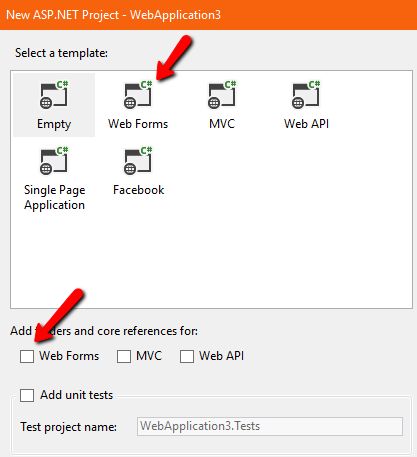 New ASP.NET Project - WebApplication3
Select a template:
C# C# C# C#
Empty Web Forms MVC Web API
C# C#
Single Page Facebook
Application
Add ders and core references for:
Web Forms MVC Web API
Add unit tests
Test project name: WebApplication3.Tests